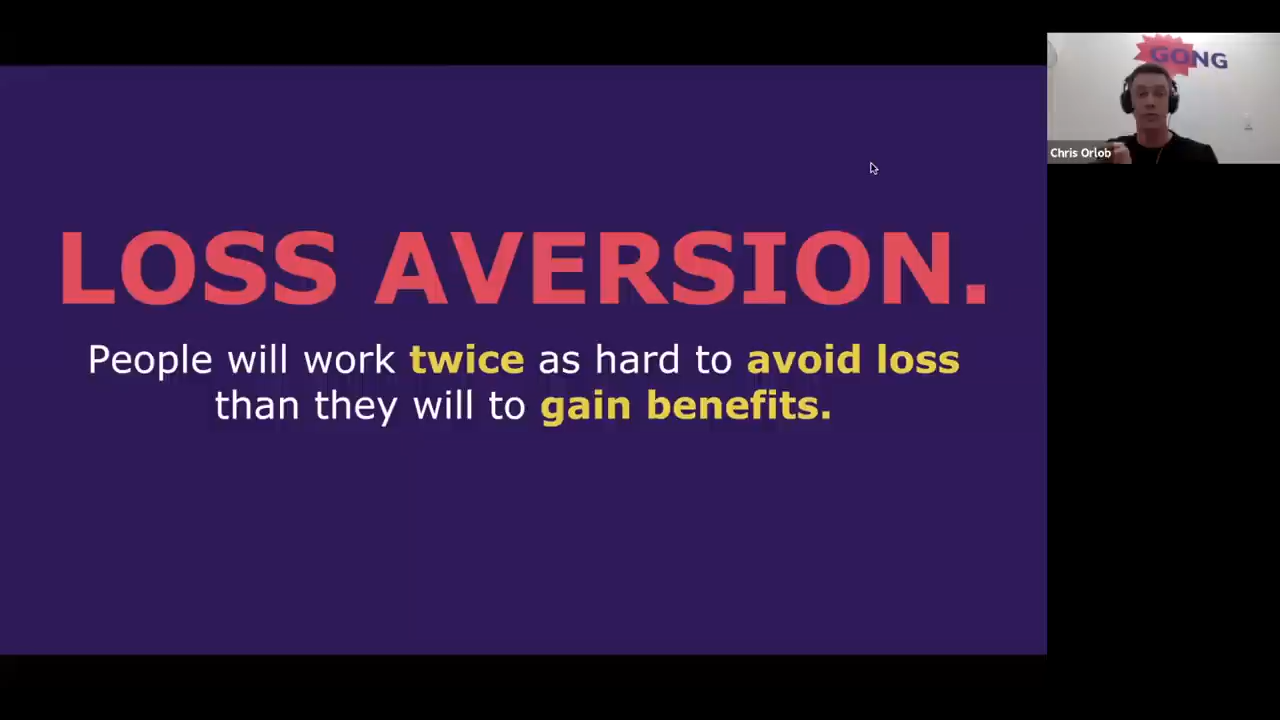 LOSS AVERSION.
People will work twice as hard to avoid loss
than they will to gain benefits.
GONG
Chris Orlob